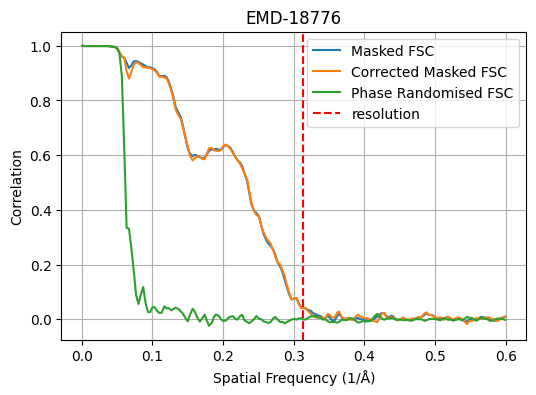 EMD-18776
Masked FSC
Corrected Masked FSC
Phase Randomised FSC
resolution
1.0
0.8
0.6
0.4
0.2
0.0
Correlation
0.0 0.1 0.2 0.3 0.4 0.5 0.6
Spatial Frequency (1/Å)